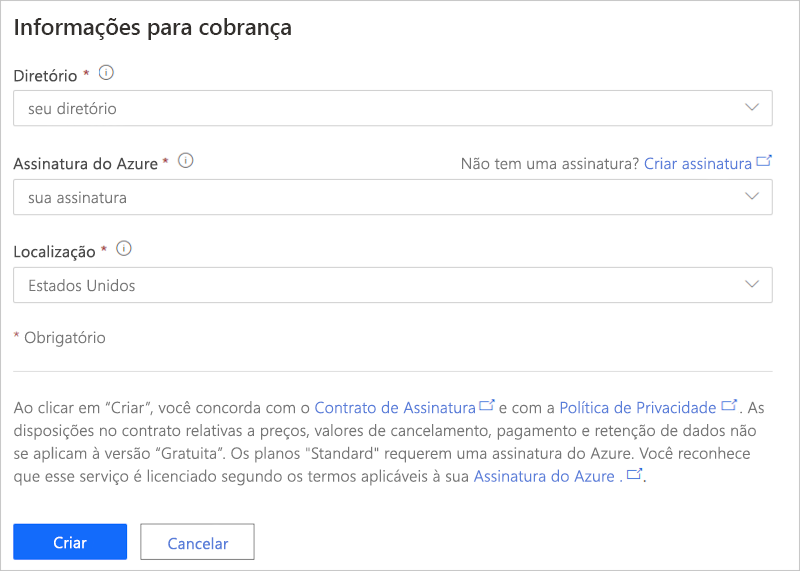 Informações para cobrança
Diretório *
seu diretório
Assinatura do Azure * Não tem uma assinatura? Criar assinatura
sua assinatura
Localização *
Estados Unidos
* Obrigatório
Ao clicar em “Criar”, você concorda com o Contrato de Assinatura e com a Política de Privacidade . As
disposições no contrato relativas a preços, valores de cancelamento, pagamento e retenção de dados não
se aplicam à versão “Gratuita”. Os planos "Standard" requerem uma assinatura do Azure. Você reconhece
que esse serviço é licenciado segundo os termos aplicáveis à sua Assinatura do Azure . .
Criar Cancelar